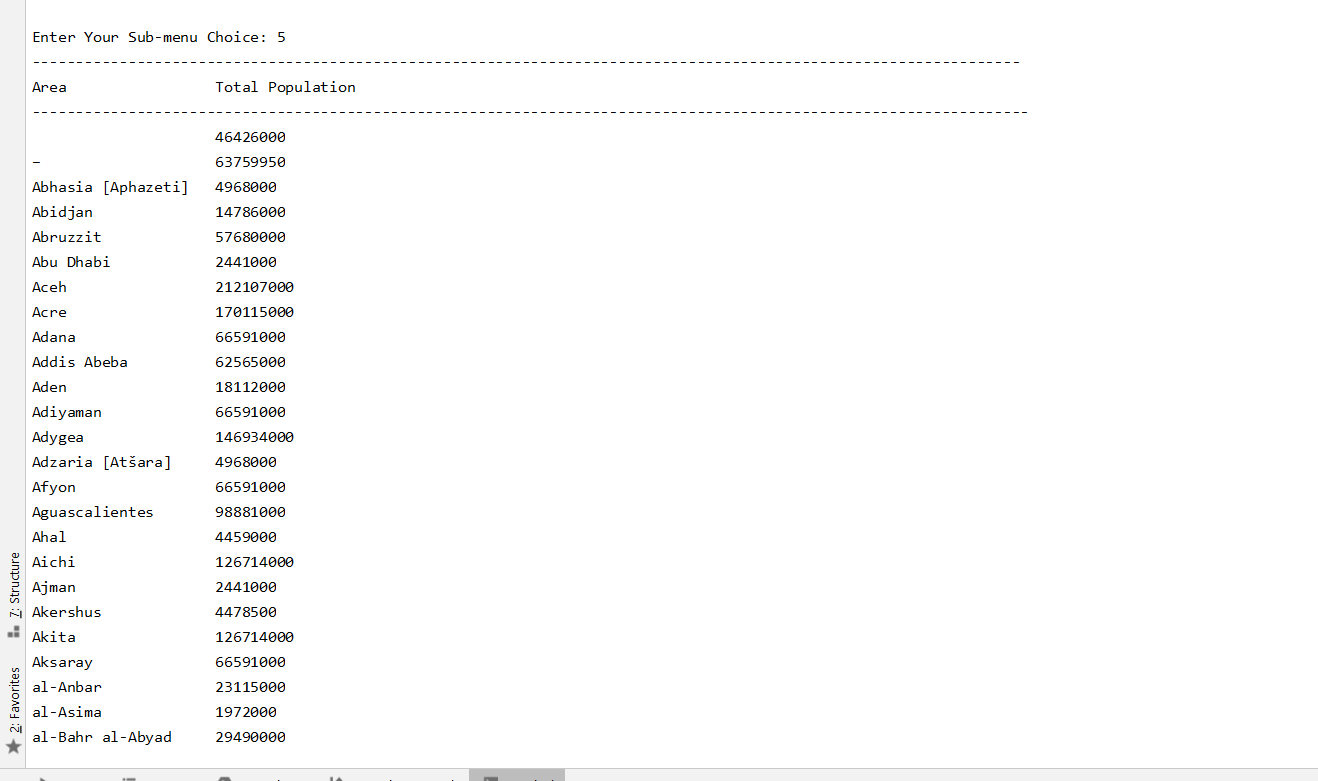 Enter Your Sub-menu Choice: 5
-----------------------------------------------------------------------------------------------------------------
Area Total Population
------------------------------------------------------------------------------------------------------------------
46426000
– 63759950
Abhasia [Aphazeti] 4968000
Abidjan 14786000
Abruzzit 57680000
Abu Dhabi 2441000
Aceh 212107000
Acre 170115000
Adana 66591000
Addis Abeba 62565000
Aden 18112000
Adiyaman 66591000
Adygea 146934000
Adzaria [Atšara] 4968000
Afyon 66591000
Aguascalientes 98881000
Ahal 4459000
Aichi 126714000
Ajman 2441000
Akershus 4478500
Akita 126714000
Aksaray 66591000
al-Anbar 23115000
al-Asima 1972000
al-Bahr al-Abyad 29490000
7: Structure
2: Favorites